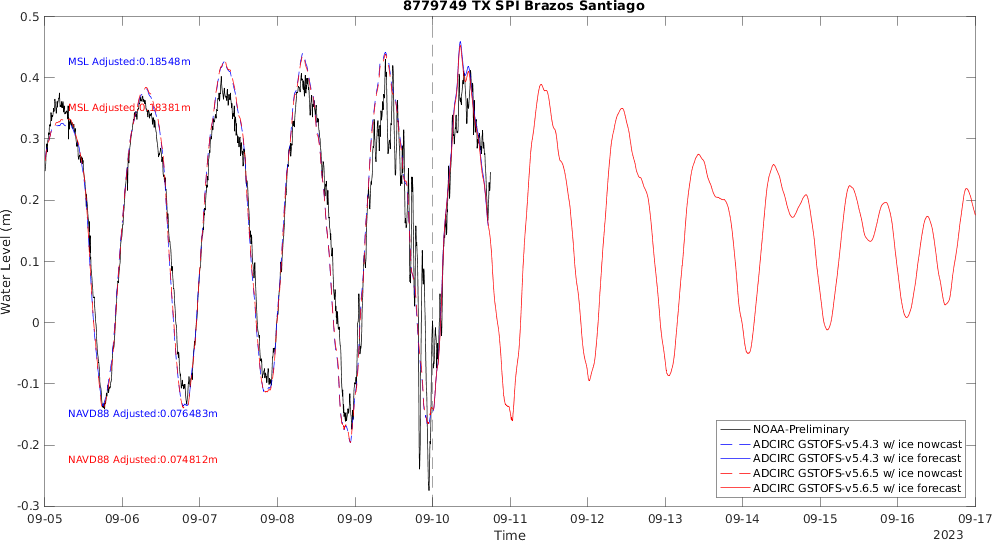 8779749 TX SPI Brazos Santiago
0.5
0.4
0.3
0.2
0.1
0
-0.1
-0.2
-0.3
Water Level (m)
MSL Adjusted:0.18548m
MSL Adjusted:0.18381m
NAVD88 Adjusted:0.076483m
NAVD88 Adjusted:0.074812m
NOAA-Preliminary
ADCIRC GSTOFS-v5.4.3 w/ ice nowcast
ADCIRC GSTOFS-v5.4.3 w/ ice forecast
ADCIRC GSTOFS-v5.6.5 w/ ice nowcast
ADCIRC GSTOFS-v5.6.5 w/ ice forecast
09-05 09-06 09-07 09-08 09-09 09-10 09-11 09-12 09-13 09-14 09-15 09-16 09-17
Time
2023